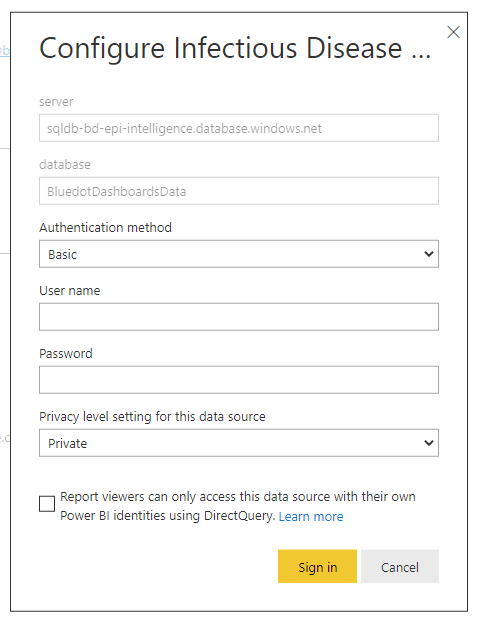 Configure Infectious Disease ...
server
sqldb-bd-epi-intelligence.database.windows.net
database
BluedotDashboardsData
Authentication method
Basic
User name
Password
Privacy level setting for this data source
Private
Report viewers can only access this data source with their own
Power BI identities using DirectQuery. Learn more
Sign in Cancel